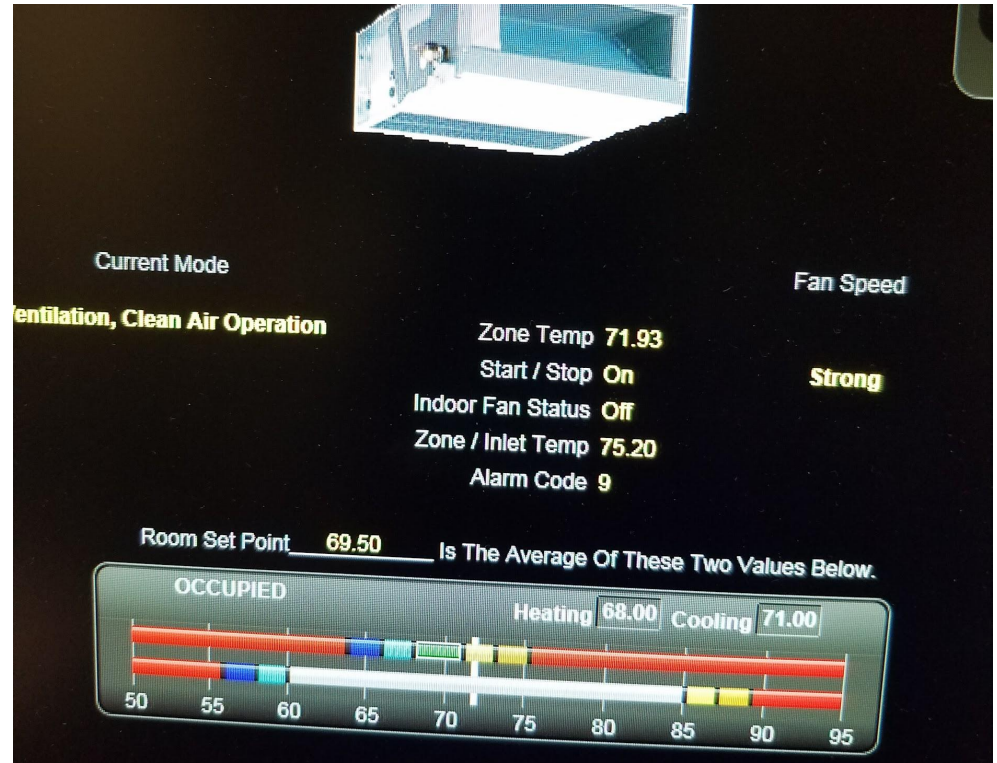 Current Mode
Fan Speed
entilation, Clean Air Operation
Zone Temp 71.93
Start / Stop On
Strong
Indoor Fan Status Off
Zone / Inlet Temp 75.20
Alarm Code 9
Room Set Point 69.50 Is The Average Of These Two Values Below.
OCCUPIED
Heating 68.00 Cooling 71.00
50 55 60 65 70 75 80 85 90 95